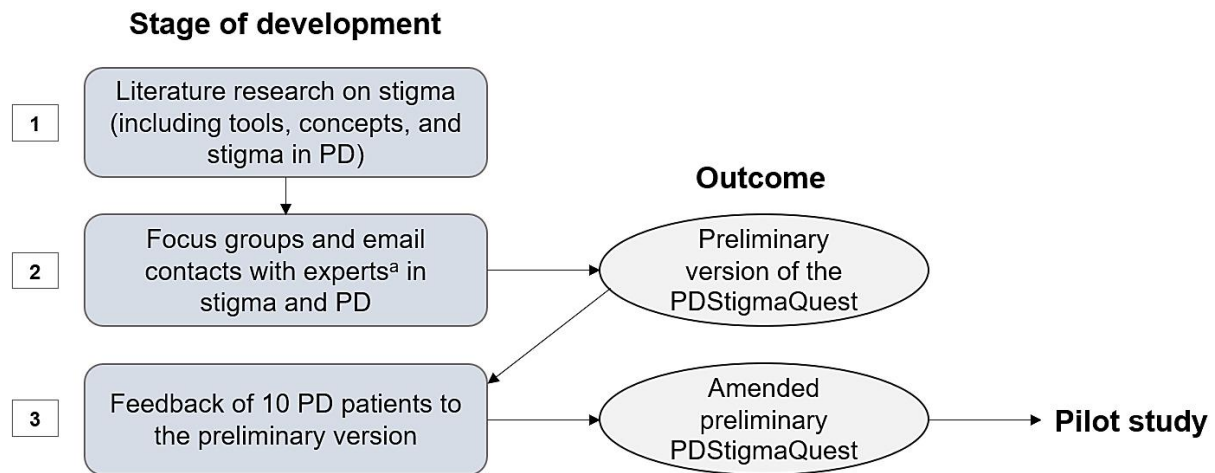 Stage of development
1
Literature research on stigma
(including tools, concepts, and
stigma in PD)
Outcome
2
Focus groups and email
contacts with expertsᵃ in
stigma and PD
Preliminary
version of the
PDStigmaQuest
3
Feedback of 10 PD patients to
the preliminary version
Amended
preliminary
PDStigmaQuest
Pilot study